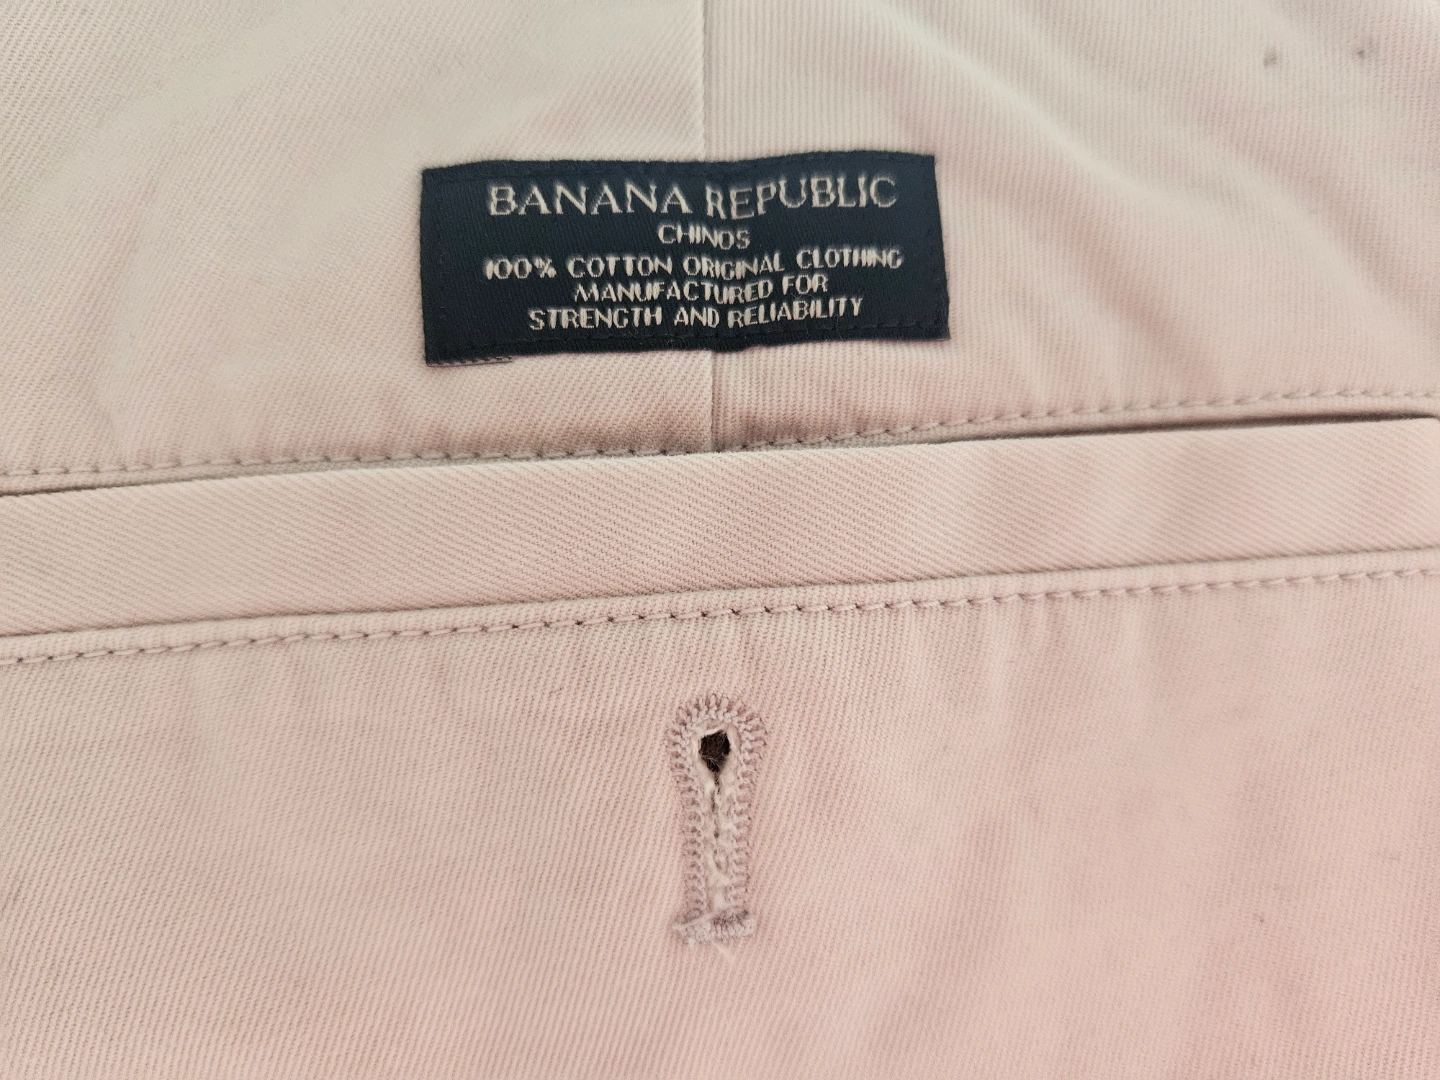 BANANA REPUBLIC
CHINOS
100% COTTON ORIGINAL CLOTHING
MANUFACTURED FOR
STRENGTH AND RELIABILITY